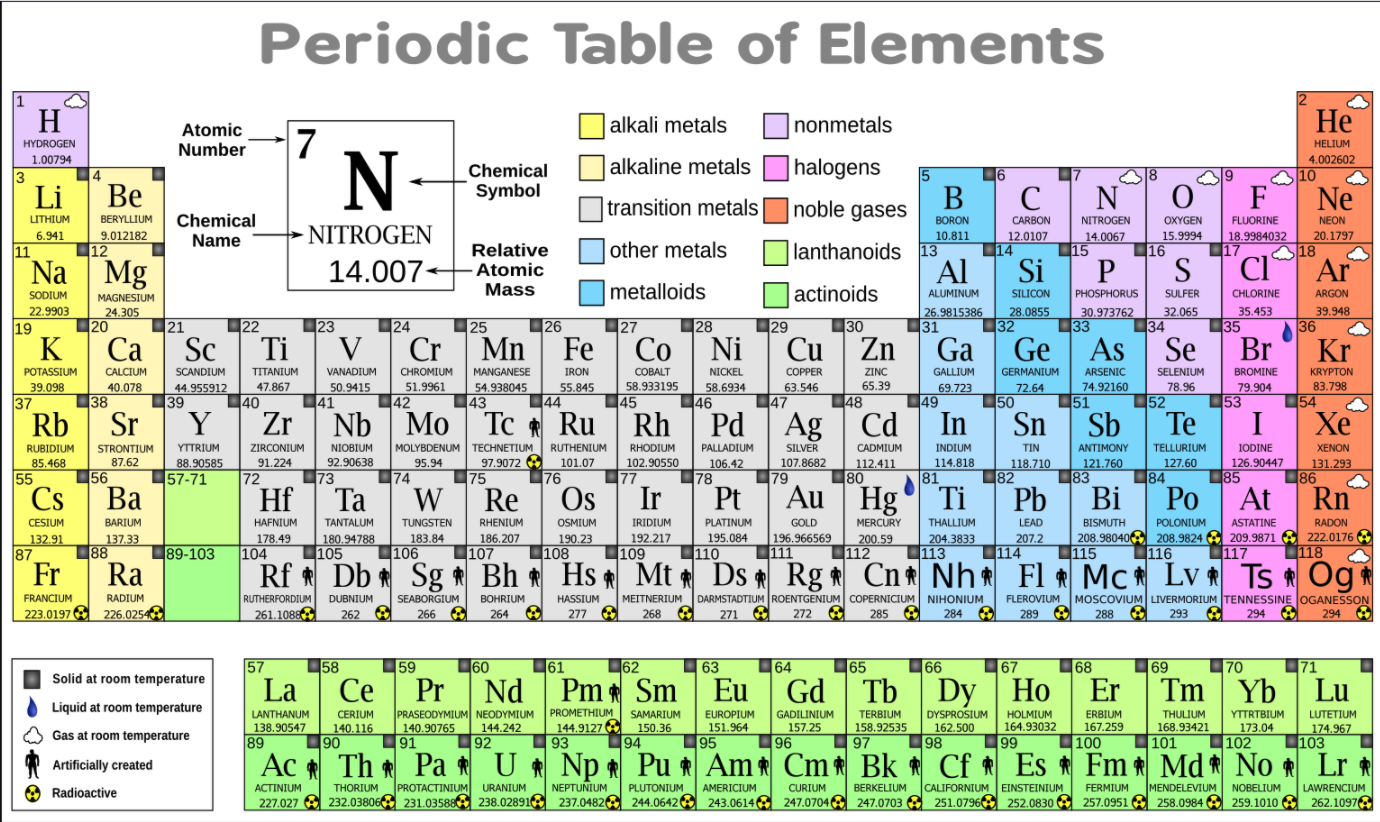 Periodic Table of Elements
Atomic Number
7
N
NITROGEN
14.007
Chemical Symbol
Chemical Name
Relative Atomic Mass
alkali metals
alkaline metals
transition metals
other metals
metalloids
nonmetals
halogens
noble gases
lanthanoids
actinoids
1 H HYDROGEN 1.00794
2 He HELIUM 4.002602
3 Li LITHIUM 6.941
4 Be BERYLLIUM 9.012182
5 B BORON 10.811
6 C CARBON 12.0107
7 N NITROGEN 14.0067
8 O OXYGEN 15.9994
9 F FLUORINE 18.9984032
10 Ne NEON 20.1797
11 Na SODIUM 22.9903
12 Mg MAGNESIUM 24.305
13 Al ALUMINUM 26.9815386
14 Si SILICON 28.0855
15 P PHOSPHORUS 30.973762
16 S SULFER 32.065
17 Cl CHLORINE 35.453
18 Ar ARGON 39.948
19 K POTASSIUM 39.098
20 Ca CALCIUM 40.078
21 Sc SCANDIUM 44.955912
22 Ti TITANIUM 47.867
23 V VANADIUM 50.9415
24 Cr CHROMIUM 51.9961
25 Mn MANGANESE 54.938045
26 Fe IRON 55.845
27 Co COBALT 58.933195
28 Ni NICKEL 58.6934
29 Cu COPPER 63.546
30 Zn ZINC 65.39
31 Ga GALLIUM 69.723
32 Ge GERMANIUM 72.64
33 As ARSENIC 74.92160
34 Se SELENIUM 78.96
35 Br BROMINE 79.904
36 Kr KRYPTON 83.798
37 Rb RUBIDIUM 85.468
38 Sr STRONTIUM 87.62
39 Y YTTRIUM 88.90585
40 Zr ZIRCONIUM 91.224
41 Nb NIOBIUM 92.90638
42 Mo MOLYBDENUM 95.94
43 Tc TECHNETIUM 97.9072
44 Ru RUTHENIUM 101.07
45 Rh RHODIUM 102.90550
46 Pd PALLADIUM 106.42
47 Ag SILVER 107.8682
48 Cd CADMIUM 112.411
49 In INDIUM 114.818
50 Sn TIN 118.710
51 Sb ANTIMONY 121.760
52 Te TELLURIUM 127.60
53 I IODINE 126.90447
54 Xe XENON 131.293
55 Cs CESIUM 132.91
56 Ba BARIUM 137.33
57-71
72 Hf HAFNIUM 178.49
73 Ta TANTALUM 180.94788
74 W TUNGSTEN 183.84
75 Re RHENIUM 186.207
76 Os OSMIUM 190.23
77 Ir IRIDIUM 192.217
78 Pt PLATINUM 195.084
79 Au GOLD 196.966569
80 Hg MERCURY 200.59
81 Ti THALLIUM 204.3833
82 Pb LEAD 207.2
83 Bi BISMUTH 208.98040
84 Po POLONIUM 208.9824
85 At ASTATINE 209.9871
86 Rn RADON 222.0176
87 Fr FRANCIUM 223.0197
88 Ra RADIUM 226.0254
89-103
104 Rf RUTHERFORDIUM 261.1088
105 Db DUBNIUM 262
106 Sg SEABORGIUM 266
107 Bh BOHRIUM 264
108 Hs HASSIUM 277
109 Mt MEITNERIUM 268
110 Ds DARMSTADTIUM 271
111 Rg ROENTGENIUM 272
112 Cn COPERNICIUM 285
113 Nh NIHONIUM 284
114 Fl FLEROVIUM 289
115 Mc MOSCOVIUM 288
116 Lv LIVERMORIUM 293
117 Ts TENNESSINE 294
118 Og OGANESSON 294
Solid at room temperature
Liquid at room temperature
Gas at room temperature
Artificially created
Radioactive
57 La LANTHANUM 138.90547
58 Ce CERIUM 140.116
59 Pr PRASEODYMIUM 140.90765
60 Nd NEODYMIUM 144.242
61 Pm PROMETHIUM 144.9127
62 Sm SAMARIUM 150.36
63 Eu EUROPIUM 151.964
64 Gd GADILINIUM 157.25
65 Tb TERBIUM 158.92535
66 Dy DYSPROSIUM 162.500
67 Ho HOLMIUM 164.93032
68 Er ERBIUM 167.259
69 Tm THULIUM 168.93421
70 Yb YTTRTBIUM 173.04
71 Lu LUTETIUM 174.967
89 Ac ACTINIUM 227.027
90 Th THORIUM 232.03806
91 Pa PROTACTINIUM 231.03588
92 U URANIUM 238.02891
93 Np NEPTUNIUM 237.0482
94 Pu PLUTONIUM 244.0642
95 Am AMERICIUM 243.0614
96 Cm CURIUM 247.0704
97 Bk BERKELIUM 247.0703
98 Cf CALIFORNIUM 251.0796
99 Es EINSTEINIUM 252.0830
100 Fm FERMIUM 257.0951
101 Md MENDELEVIUM 258.0984
102 No NOBELIUM 259.1010
103 Lr LAWRENCIUM 262.1097